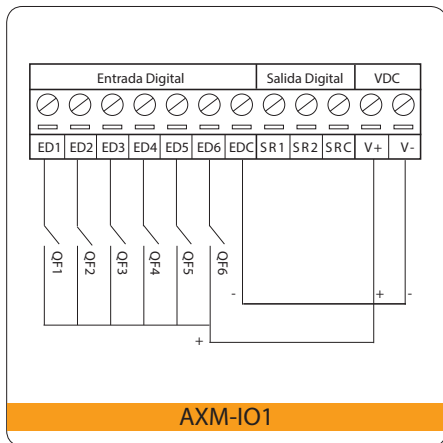 Entrada Digital Salida Digital VDC
ED1 ED2 ED3 ED4 ED5 ED6 EDC SR1 SR2 SRC V+ V-
QF1 QF2 QF3 QF4 QF5 QF6
- + -
+
AXM-IO1